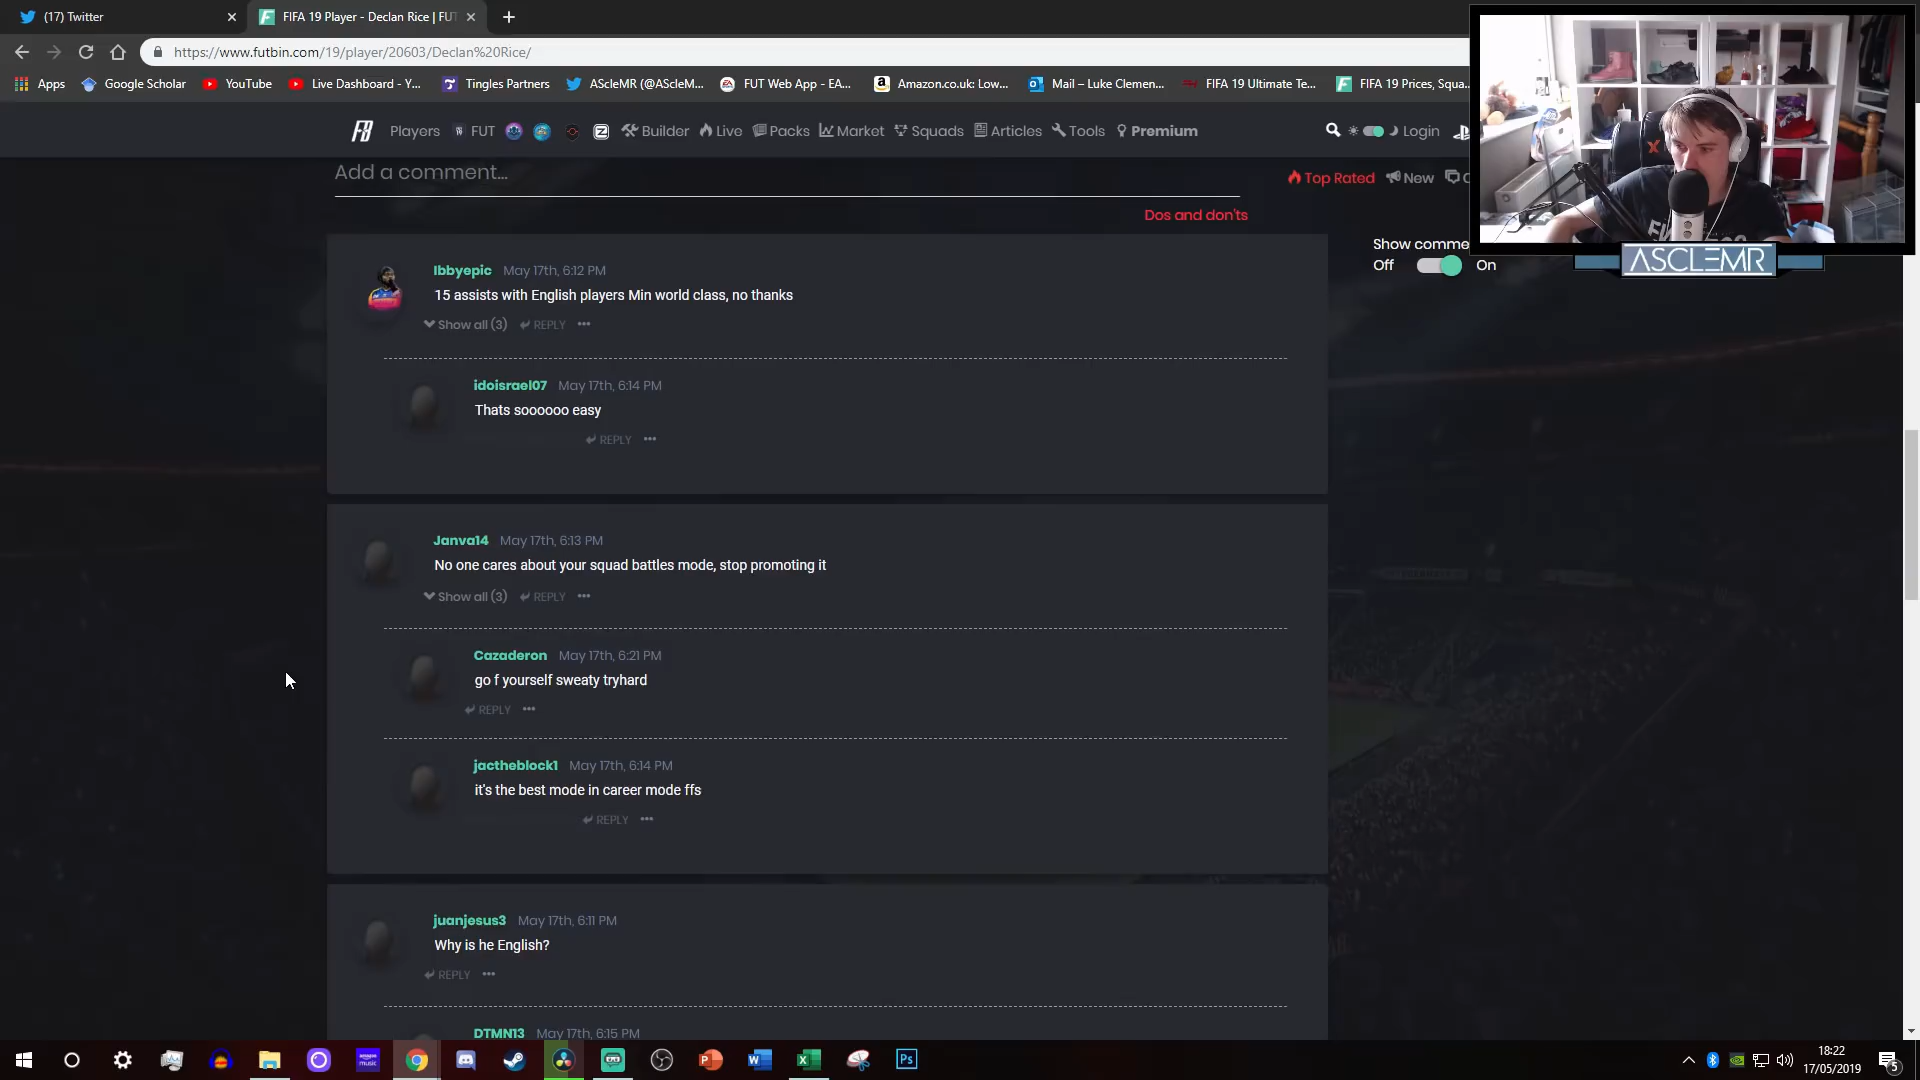 (17) Twitter
FIFA 19 Player - Declan Rice | FUT
https://www.futbin.com/19/player/20603/Declan%20Rice/
Apps
Google Scholar
YouTube
Live Dashboard - Y...
Tingles Partners
AScleMR (@AScleM...
FUT Web App - EA...
Amazon.co.uk: Low...
Mail – Luke Clemen...
FIFA 19 Ultimate Te...
FIFA 19 Prices, Squa...
Players
FUT
Builder
Live
Packs
Market
Squads
Articles
Tools
Premium
Login
Add a comment...
Top Rated
New
Dos and don'ts
Show comme
Off
On
ASCLEMR
Ibbyepic May 17th, 6:12 PM
15 assists with English players Min world class, no thanks
Show all (3) REPLY •••
idoisrael07 May 17th, 6:14 PM
Thats soooooo easy
REPLY •••
Janva14 May 17th, 6:13 PM
No one cares about your squad battles mode, stop promoting it
Show all (3) REPLY •••
Cazaderon May 17th, 6:21 PM
go f yourself sweaty tryhard
REPLY •••
jactheblock1 May 17th, 6:14 PM
it's the best mode in career mode ffs
REPLY •••
juanjesus3 May 17th, 6:11 PM
Why is he English?
REPLY •••
DTMN13 May 17th, 6:15 PM
18:22
17/05/2019
5